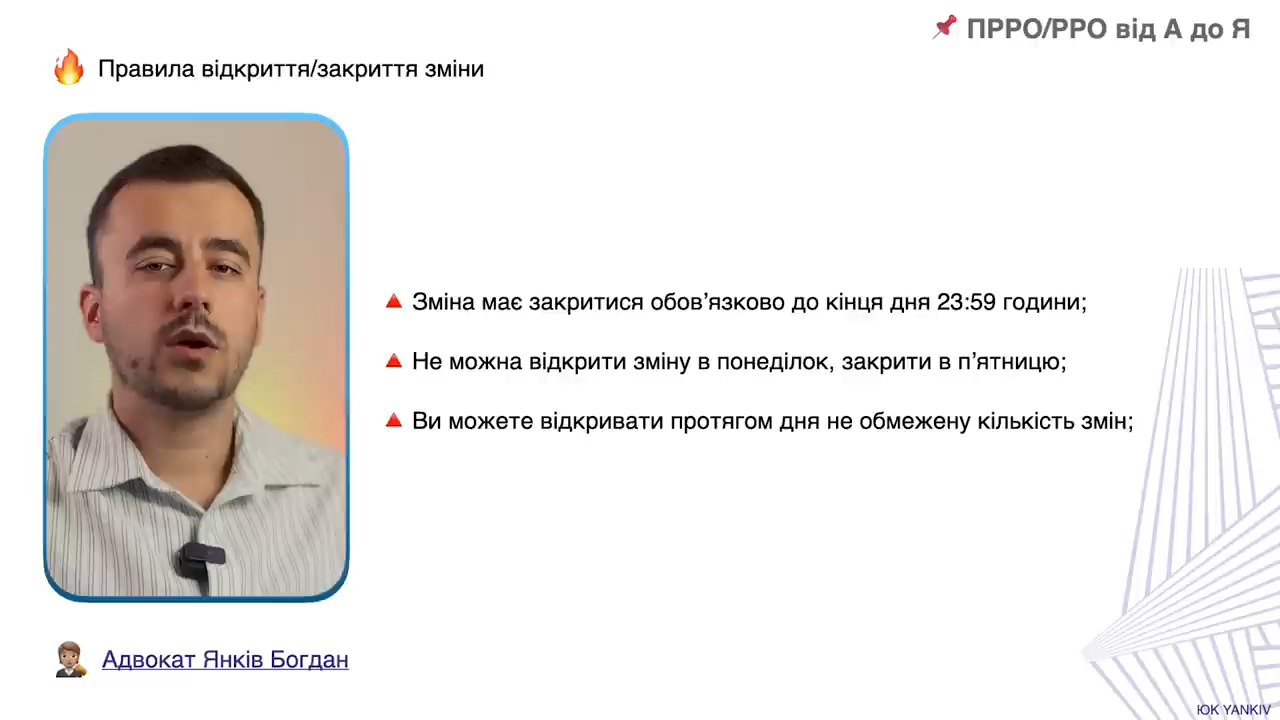 ПРРО/РРО від А до Я
Правила відкриття/закриття зміни
Зміна має закритися обов’язково до кінця дня 23:59 години;
Не можна відкрити зміну в понеділок, закрити в п’ятницю;
Ви можете відкривати протягом дня не обмежену кількість змін;
Адвокат Янків Богдан
ЮК YANKIV